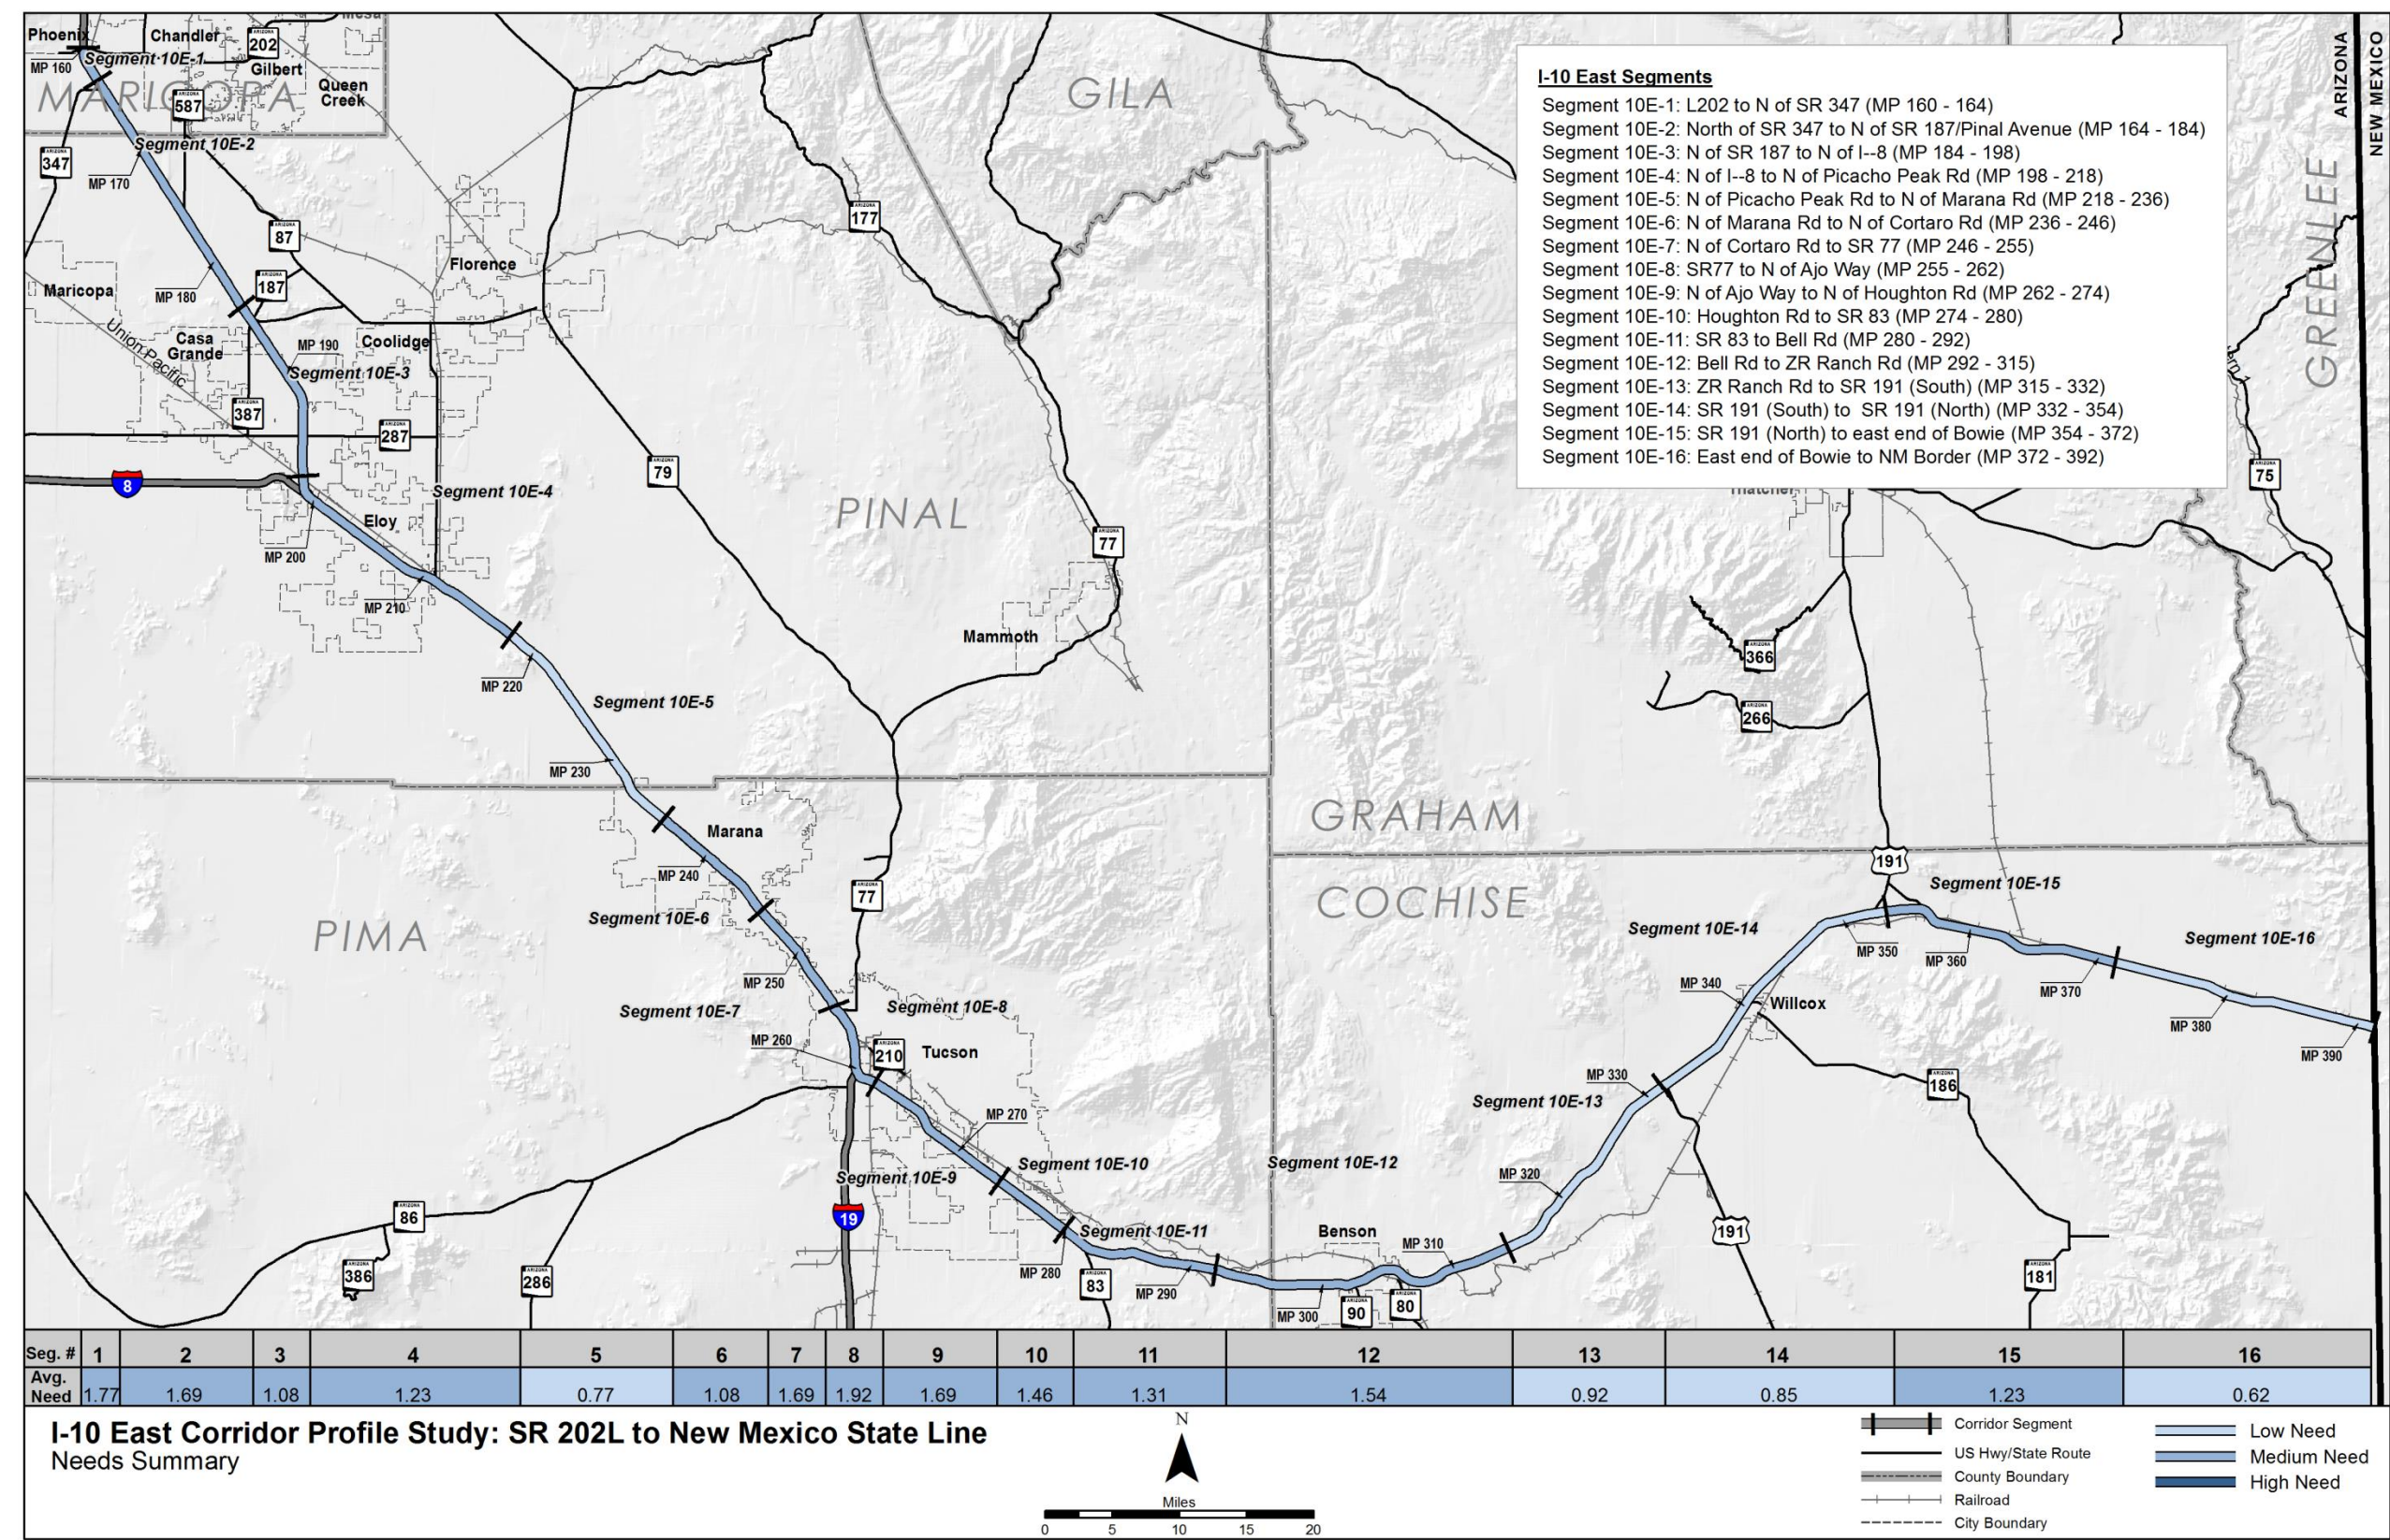 Mesa
Phoenix
Chandler
202
MP 160
Segment 10E-1
Gilbert
Queen
Creek
MARICOPA
587
347
Segment 10E-2
MP 170
87
187
Florence
Maricopa
MP 180
Union Pacific
Casa
Grande
MP 190
Coolidge
Segment 10E-3
387
287
8
Segment 10E-4
Eloy
MP 200
MP 210
79
PINAL
GILA
177
77
Mammoth
MP 220
Segment 10E-5
MP 230
I-10 East Segments
Segment 10E-1: L202 to N of SR 347 (MP 160 - 164)
Segment 10E-2: North of SR 347 to N of SR 187/Pinal Avenue (MP 164 - 184)
Segment 10E-3: N of SR 187 to N of I--8 (MP 184 - 198)
Segment 10E-4: N of I--8 to N of Picacho Peak Rd (MP 198 - 218)
Segment 10E-5: N of Picacho Peak Rd to N of Marana Rd (MP 218 - 236)
Segment 10E-6: N of Marana Rd to N of Cortaro Rd (MP 236 - 246)
Segment 10E-7: N of Cortaro Rd to SR 77 (MP 246 - 255)
Segment 10E-8: SR77 to N of Ajo Way (MP 255 - 262)
Segment 10E-9: N of Ajo Way to N of Houghton Rd (MP 262 - 274)
Segment 10E-10: Houghton Rd to SR 83 (MP 274 - 280)
Segment 10E-11: SR 83 to Bell Rd (MP 280 - 292)
Segment 10E-12: Bell Rd to ZR Ranch Rd (MP 292 - 315)
Segment 10E-13: ZR Ranch Rd to SR 191 (South) (MP 315 - 332)
Segment 10E-14: SR 191 (South) to SR 191 (North) (MP 332 - 354)
Segment 10E-15: SR 191 (North) to east end of Bowie (MP 354 - 372)
Segment 10E-16: East end of Bowie to NM Border (MP 372 - 392)
ARIZONA
NEW MEXICO
GREENLEE
75
Thatcher
366
266
GRAHAM
COCHISE
191
Marana
MP 240
Segment 10E-6
PIMA
77
MP 250
Segment 10E-7
Segment 10E-8
MP 260
210
Tucson
MP 270
Segment 10E-9
Segment 10E-10
19
86
386
286
Segment 10E-11
MP 280
83
MP 290
Segment 10E-12
Benson
MP 300
90
80
MP 310
MP 320
Segment 10E-13
MP 330
Segment 10E-14
MP 340
Willcox
MP 350
Segment 10E-15
MP 360
MP 370
Segment 10E-16
MP 380
MP 390
186
191
181
Seg. # 1 2 3 4 5 6 7 8 9 10 11 12 13 14 15 16
Avg.
Need 1.77 1.69 1.08 1.23 0.77 1.08 1.69 1.92 1.69 1.46 1.31 1.54 0.92 0.85 1.23 0.62
I-10 East Corridor Profile Study: SR 202L to New Mexico State Line
Needs Summary
N
Miles
0 5 10 15 20
Corridor Segment
US Hwy/State Route
County Boundary
Railroad
City Boundary
Low Need
Medium Need
High Need